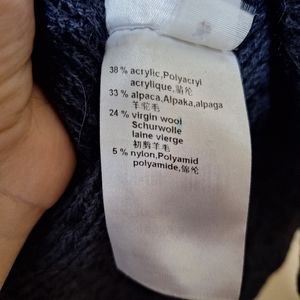 38 % acrylic,Polyacryl
acrylique,腈纶
33 % alpaca,Alpaka,alpaga
羊驼毛
24 % virgin wool
Schurwolle
laine vierge
初剪羊毛
5 % nylon,Polyamid
polyamide,锦纶